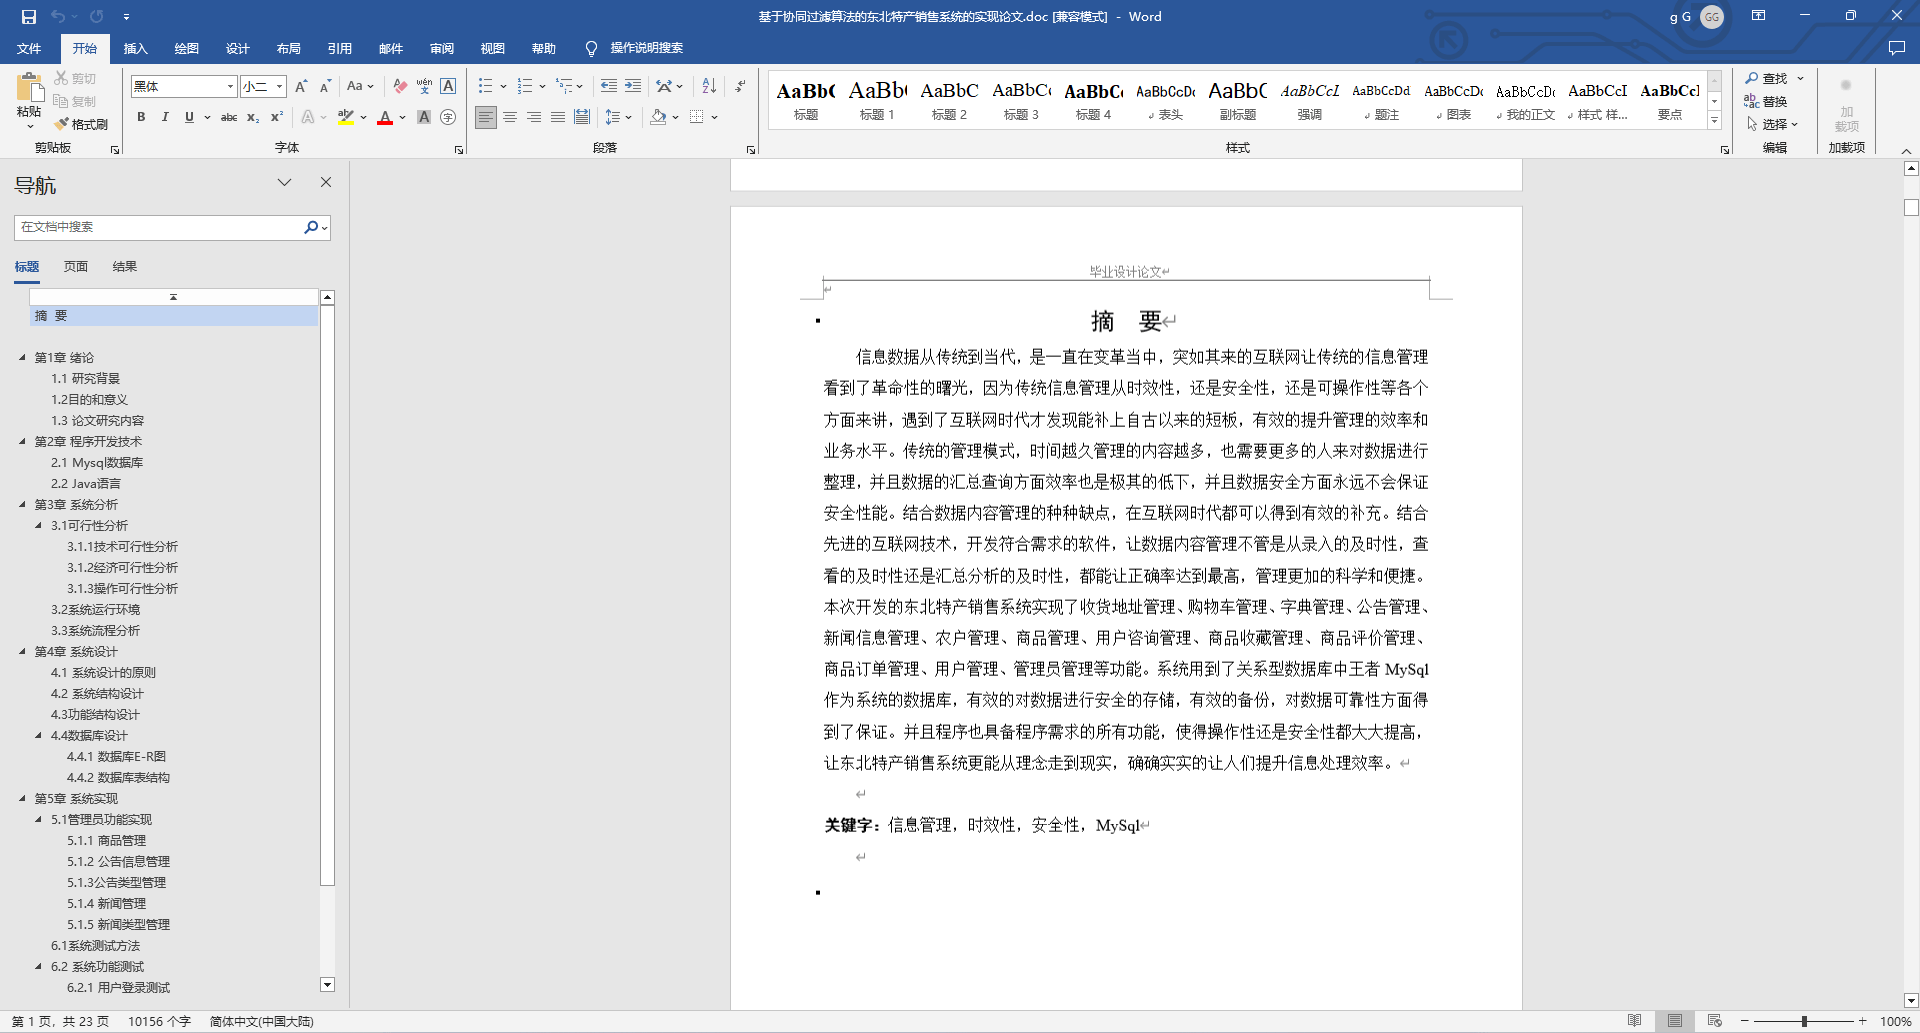 基于协同过滤算法的东北特产销售系统的实现论文.doc [兼容模式] - Word
g G
GG
文件 开始 插入 绘图 设计 布局 引用 邮件 审阅 视图 帮助 操作说明搜索
粘贴
剪切
复制
格式刷
剪贴板
黑体 小二
字体
段落
AaBbC 标题
AaBb 标题 1
AaBbC 标题 2
AaBbC 标题 3
AaBbC 标题 4
AaBbCcDc 表头
AaBbC 副标题
AaBbCcL 强调
AaBbCcDd 题注
AaBbCcDc 图表
AaBbCcDc 我的正文
AaBbCcI 样式 样...
AaBbCcI 要点
样式
查找
替换
选择
编辑
加载项
加载项
导航
在文档中搜索
标题 页面 结果
摘 要
第1章 绪论
1.1 研究背景
1.2目的和意义
1.3 论文研究内容
第2章 程序开发技术
2.1 Mysql数据库
2.2 Java语言
第3章 系统分析
3.1可行性分析
3.1.1技术可行性分析
3.1.2经济可行性分析
3.1.3操作可行性分析
3.2系统运行环境
3.3系统流程分析
第4章 系统设计
4.1 系统设计的原则
4.2 系统结构设计
4.3功能结构设计
4.4数据库设计
4.4.1 数据库E-R图
4.4.2 数据库表结构
第5章 系统实现
5.1管理员功能实现
5.1.1 商品管理
5.1.2 公告信息管理
5.1.3公告类型管理
5.1.4 新闻管理
5.1.5 新闻类型管理
6.1系统测试方法
6.2 系统功能测试
6.2.1 用户登录测试
毕业设计论文
摘 要
信息数据从传统到当代，是一直在变革当中，突如其来的互联网让传统的信息管理
看到了革命性的曙光，因为传统信息管理从时效性，还是安全性，还是可操作性等各个
方面来讲，遇到了互联网时代才发现能补上自古以来的短板，有效的提升管理的效率和
业务水平。传统的管理模式，时间越久管理的内容越多，也需要更多的人来对数据进行
整理，并且数据的汇总查询方面效率也是极其的低下，并且数据安全方面永远不会保证
安全性能。结合数据内容管理的种种缺点，在互联网时代都可以得到有效的补充。结合
先进的互联网技术，开发符合需求的软件，让数据内容管理不管是从录入的及时性，查
看的及时性还是汇总分析的及时性，都能让正确率达到最高，管理更加的科学和便捷。
本次开发的东北特产销售系统实现了收货地址管理、购物车管理、字典管理、公告管理、
新闻信息管理、农户管理、商品管理、用户咨询管理、商品收藏管理、商品评价管理、
商品订单管理、用户管理、管理员管理等功能。系统用到了关系型数据库中王者 MySql
作为系统的数据库，有效的对数据进行安全的存储，有效的备份，对数据可靠性方面得
到了保证。并且程序也具备程序需求的所有功能，使得操作性还是安全性都大大提高，
让东北特产销售系统更能从理念走到现实，确确实实的让人们提升信息处理效率。
关键字：信息管理，时效性，安全性，MySql
第 1 页，共 23 页 10156 个字 简体中文(中国大陆)
100%